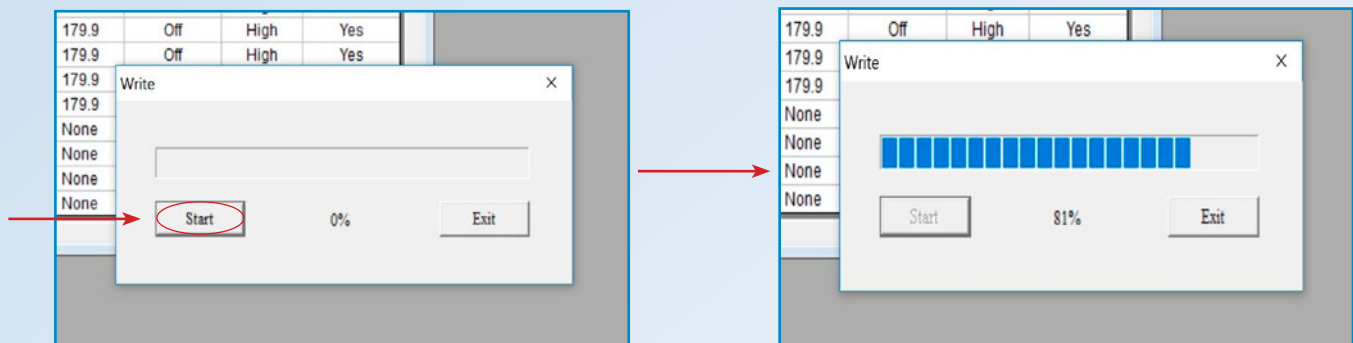 179.9 Off High Yes
179.9 Off High Yes
179.9
179.9
None
None
None
None
Write
X
Start
0%
Exit
179.9 Off High Yes
179.9
179.9
None
None
None
None
Write
X
Start
81%
Exit